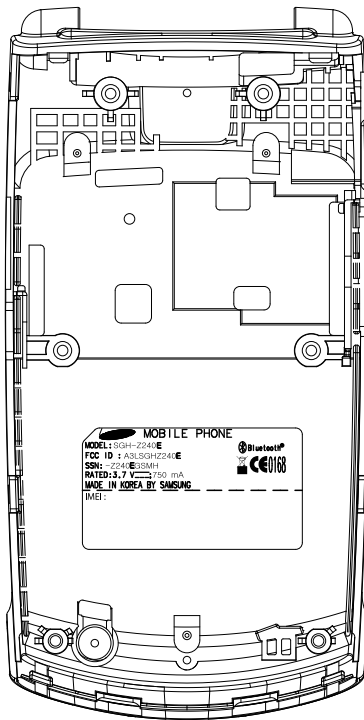 MOBILE PHONE
MODEL: SGH-Z240E
FCC ID : A3LSGHZ240E
SSN: -Z240EGSMH
RATED: 3.7 V 750 mA
MADE IN KOREA BY SAMSUNG
IMEI :
Bluetooth®
CE0168